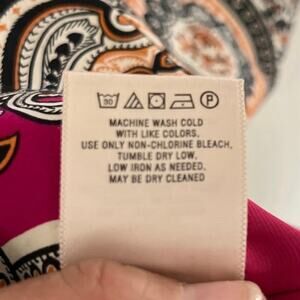 30 P
MACHINE WASH COLD
WITH LIKE COLORS.
USE ONLY NON-CHLORINE BLEACH,
TUMBLE DRY LOW.
LOW IRON AS NEEDED.
MAY BE DRY CLEANED